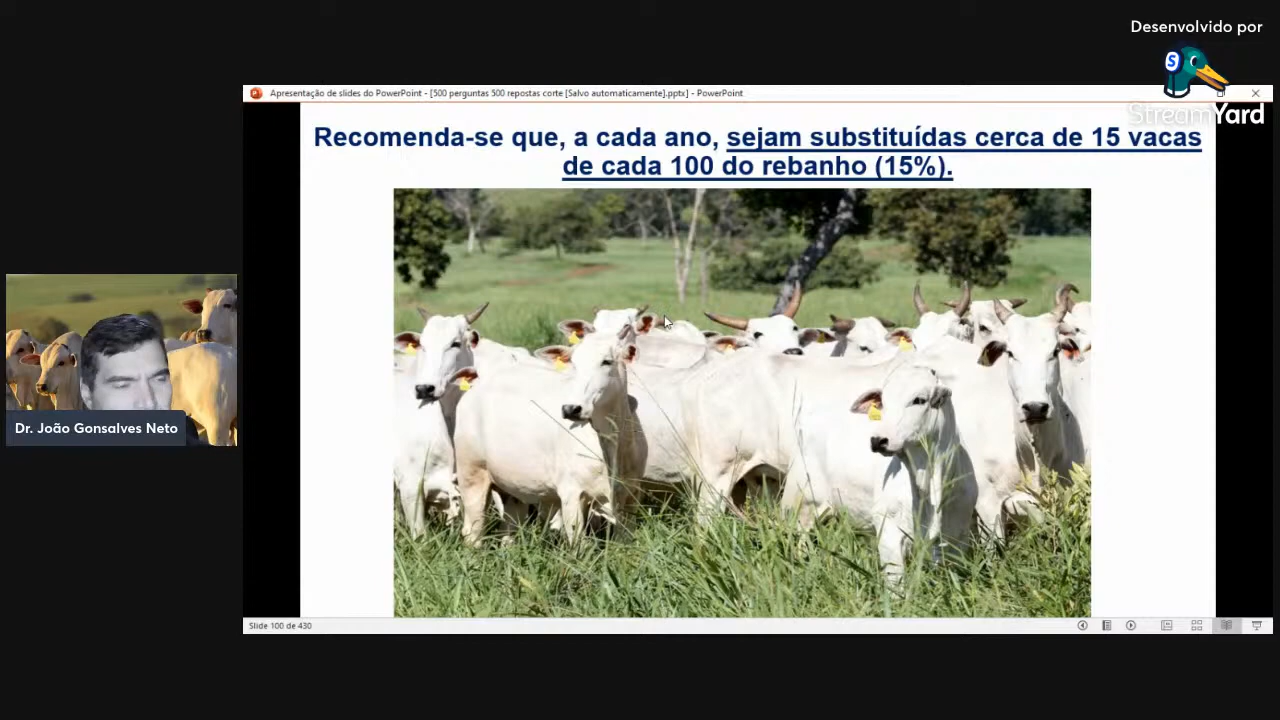 Desenvolvido por
S
StreamYard
Apresentação de slides do PowerPoint - [500 perguntas 500 repostas corte [Salvo automaticamente].pptx] - PowerPoint
Recomenda-se que, a cada ano, sejam substituídas cerca de 15 vacas
de cada 100 do rebanho (15%).
Dr. João Gonsalves Neto
Slide 100 de 430